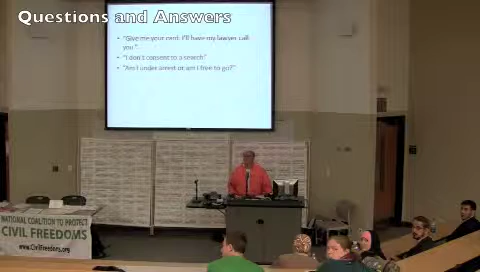 Questions and Answers
• "Give me your card: I'll have my lawyer call
you".
• "I don't consent to a search"
• "Am I under arrest or am I free to go?"
NATIONAL COALITION TO PROTECT
CIVIL FREEDOMS
www.CivilFreedoms.org